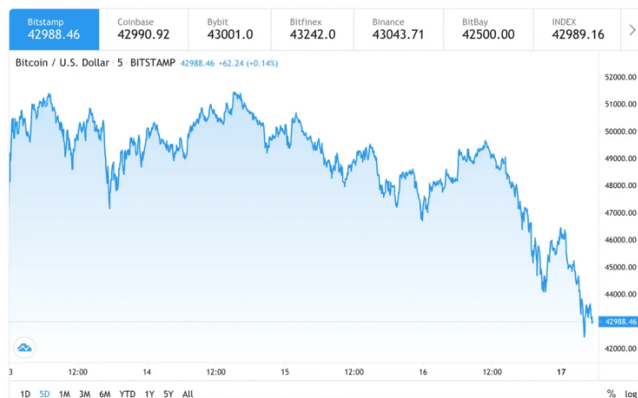 Bitstamp Coinbase Bybit Bitfinex Binance BitBay INDEX
42988.46 42990.92 43001.0 43242.0 43043.71 42500.00 42989.16
Bitcoin / U.S. Dollar · 5 · BITSTAMP 42988.46 +62.24 (+0.14%)
52000.00
51000.00
50000.00
49000.00
48000.00
47000.00
46000.00
45000.00
44000.00
43000.00
42988.46
42000.00
3 12:00 14 12:00 15 12:00 16 12:00 17
1D 5D 1M 3M 6M YTD 1Y 5Y All % log